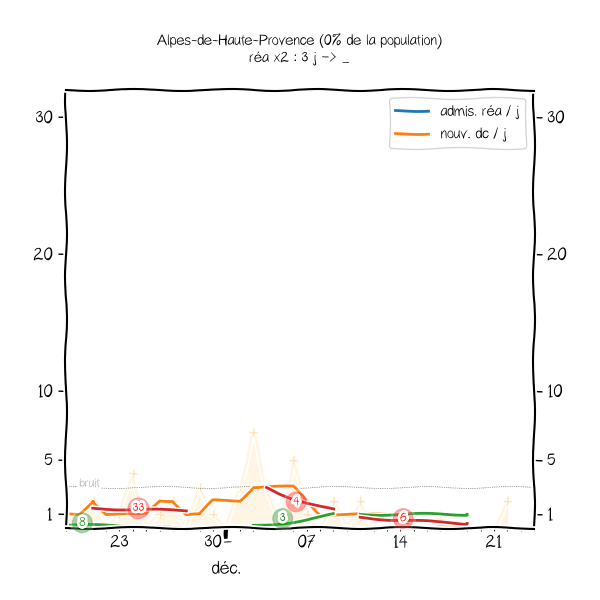 Alpes-de-Haute-Provence (0% de la population)
réa x2 : 3 j -> _
admis. réa / j
nouv. dc / j
30 30
20 20
10 10
5 5
bruit
1 1
8 33 3 4 6
23 30 07 14 21
déc.